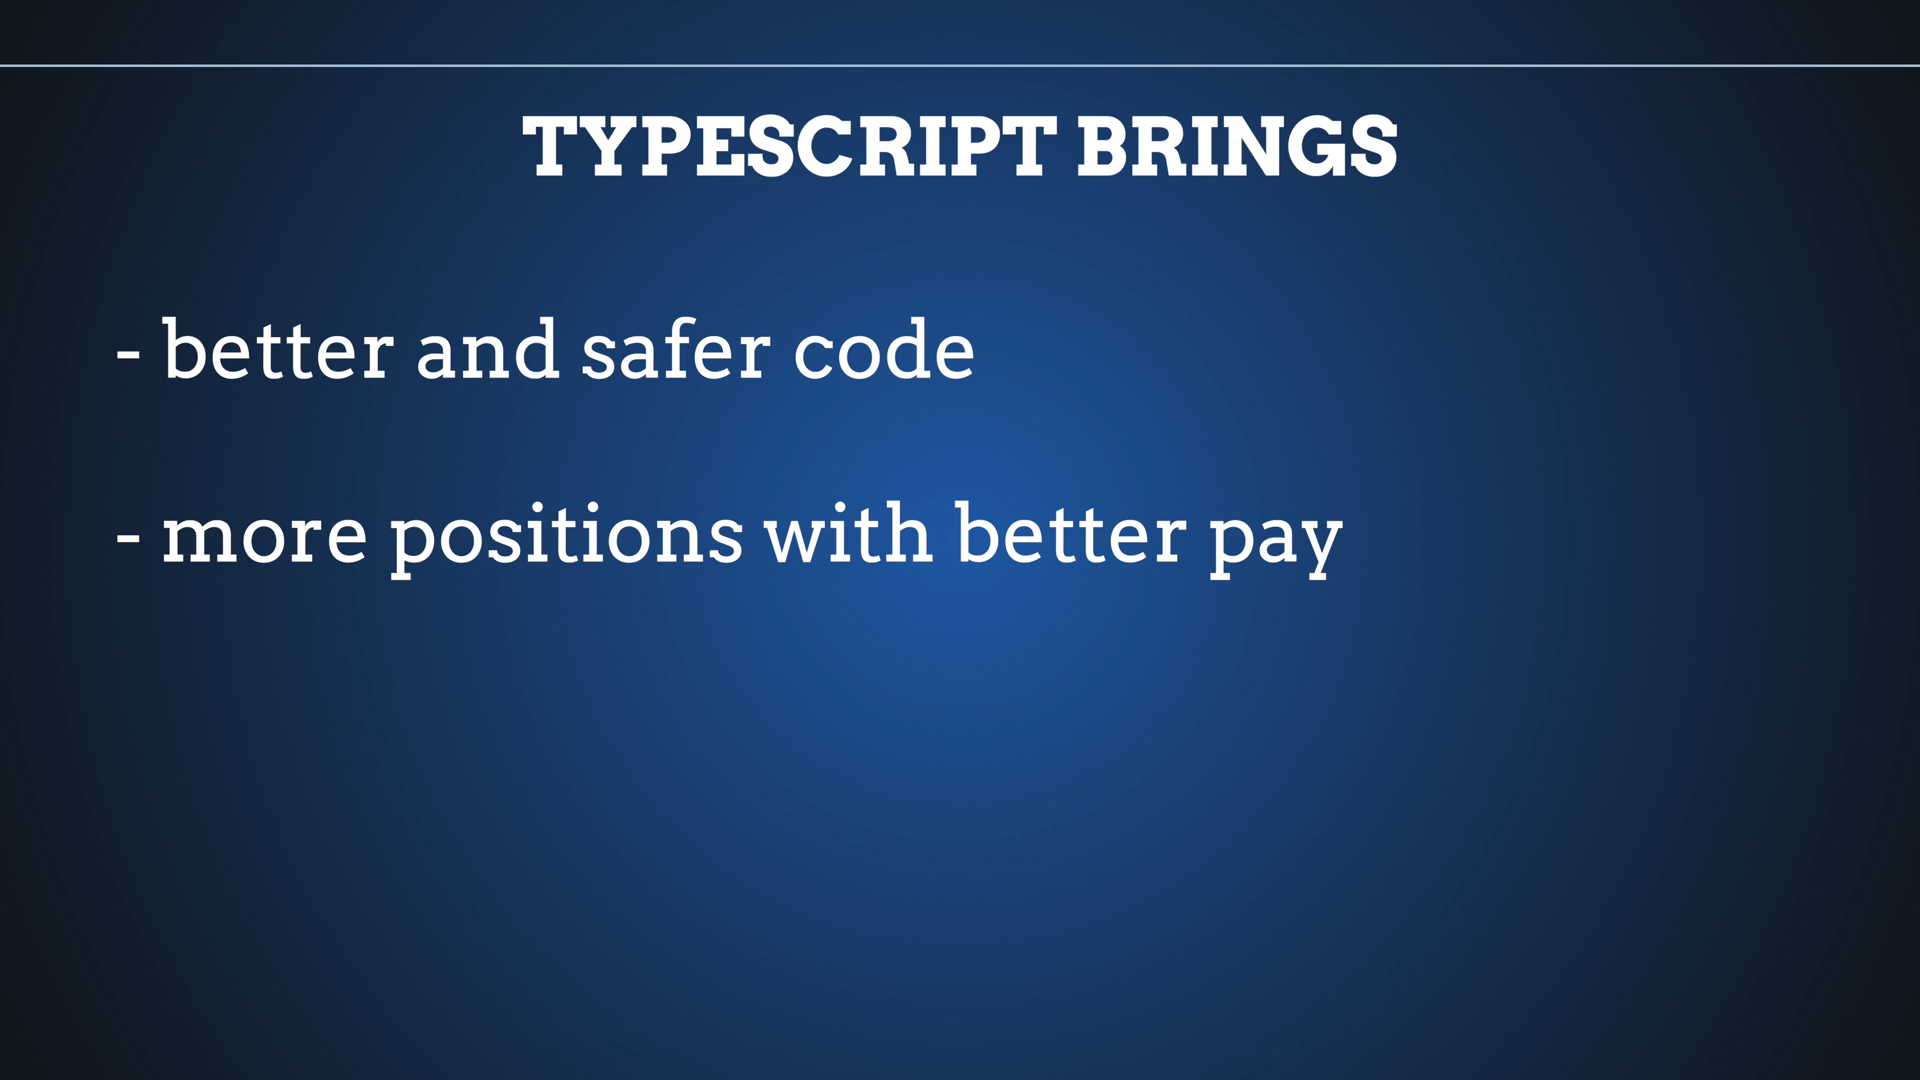 TYPESCRIPT BRINGS
- better and safer code
- more positions with better pay